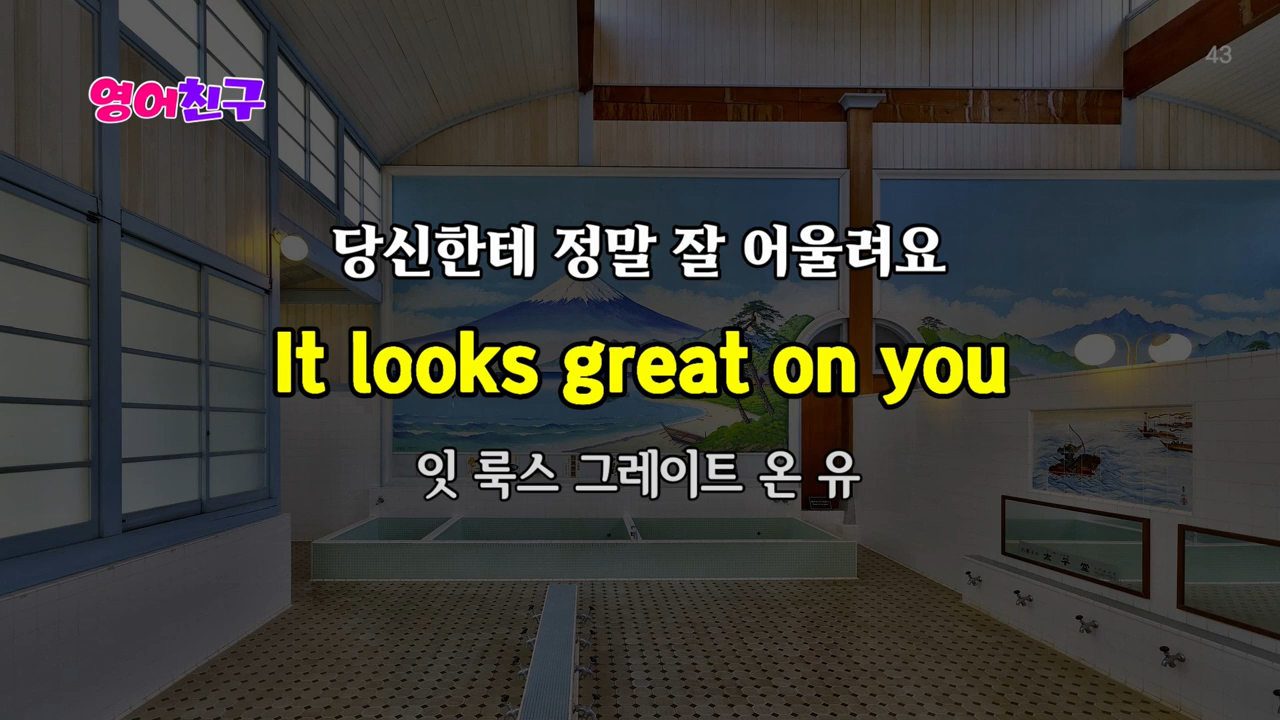 43
영어친구
당신한테 정말 잘 어울려요
It looks great on you
잇 룩스 그레이트 온 유